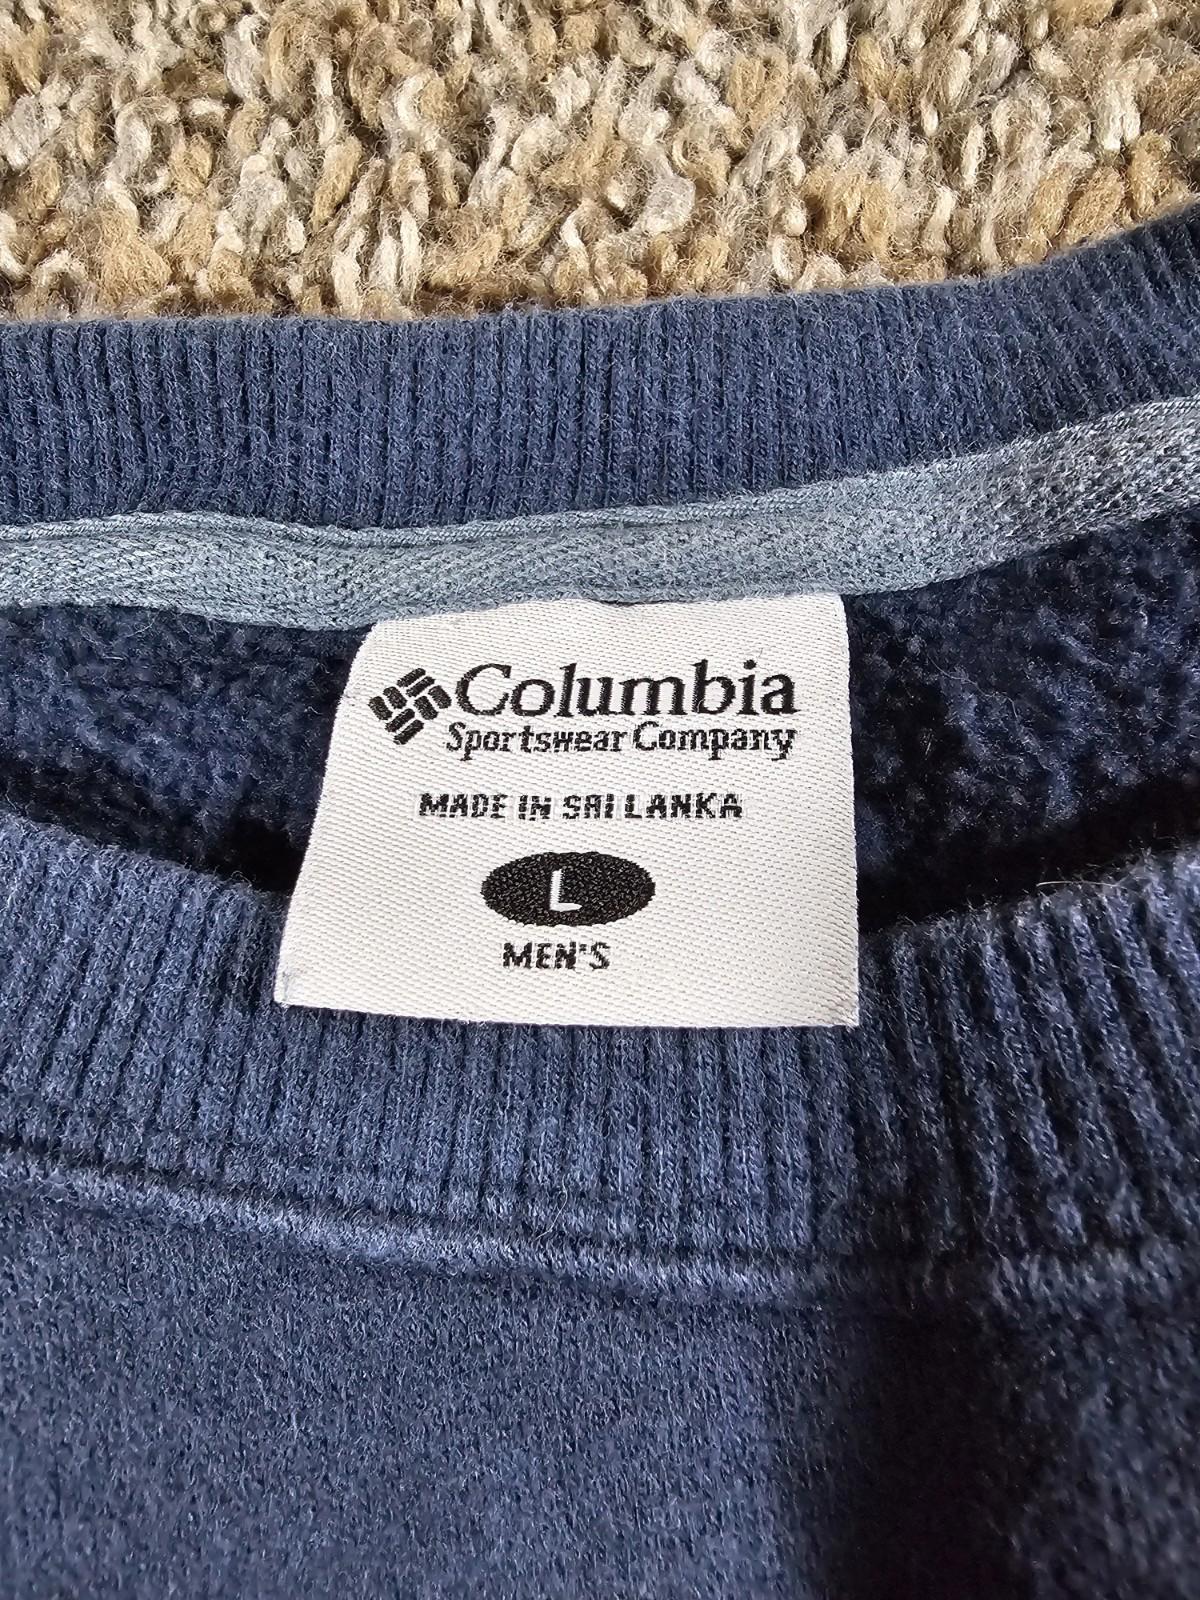 Columbia
Sportswear Company
MADE IN SRI LANKA
L
MEN'S